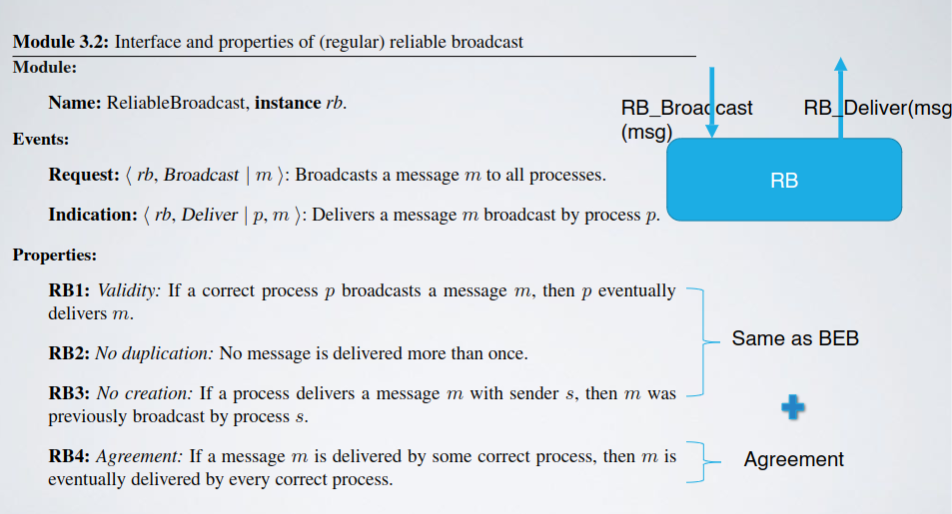 Module 3.2: Interface and properties of (regular) reliable broadcast
Module:
Name: ReliableBroadcast, instance rb.
Events:
Request: ⟨ rb, Broadcast | m ⟩: Broadcasts a message m to all processes.
Indication: ⟨ rb, Deliver | p, m ⟩: Delivers a message m broadcast by process p.
Properties:
RB1: Validity: If a correct process p broadcasts a message m, then p eventually
delivers m.
RB2: No duplication: No message is delivered more than once.
RB3: No creation: If a process delivers a message m with sender s, then m was
previously broadcast by process s.
RB4: Agreement: If a message m is delivered by some correct process, then m is
eventually delivered by every correct process.
RB_Broadcast
(msg)
RB_Deliver(msg
RB
Same as BEB
Agreement